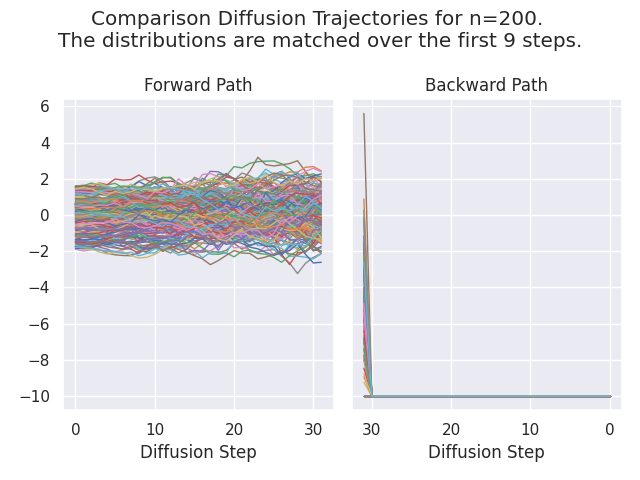 Comparison Diffusion Trajectories for n=200.
The distributions are matched over the first 9 steps.
Forward Path
Backward Path
6
4
2
0
−2
−4
−6
−8
−10
0 10 20 30
30 20 10 0
Diffusion Step
Diffusion Step